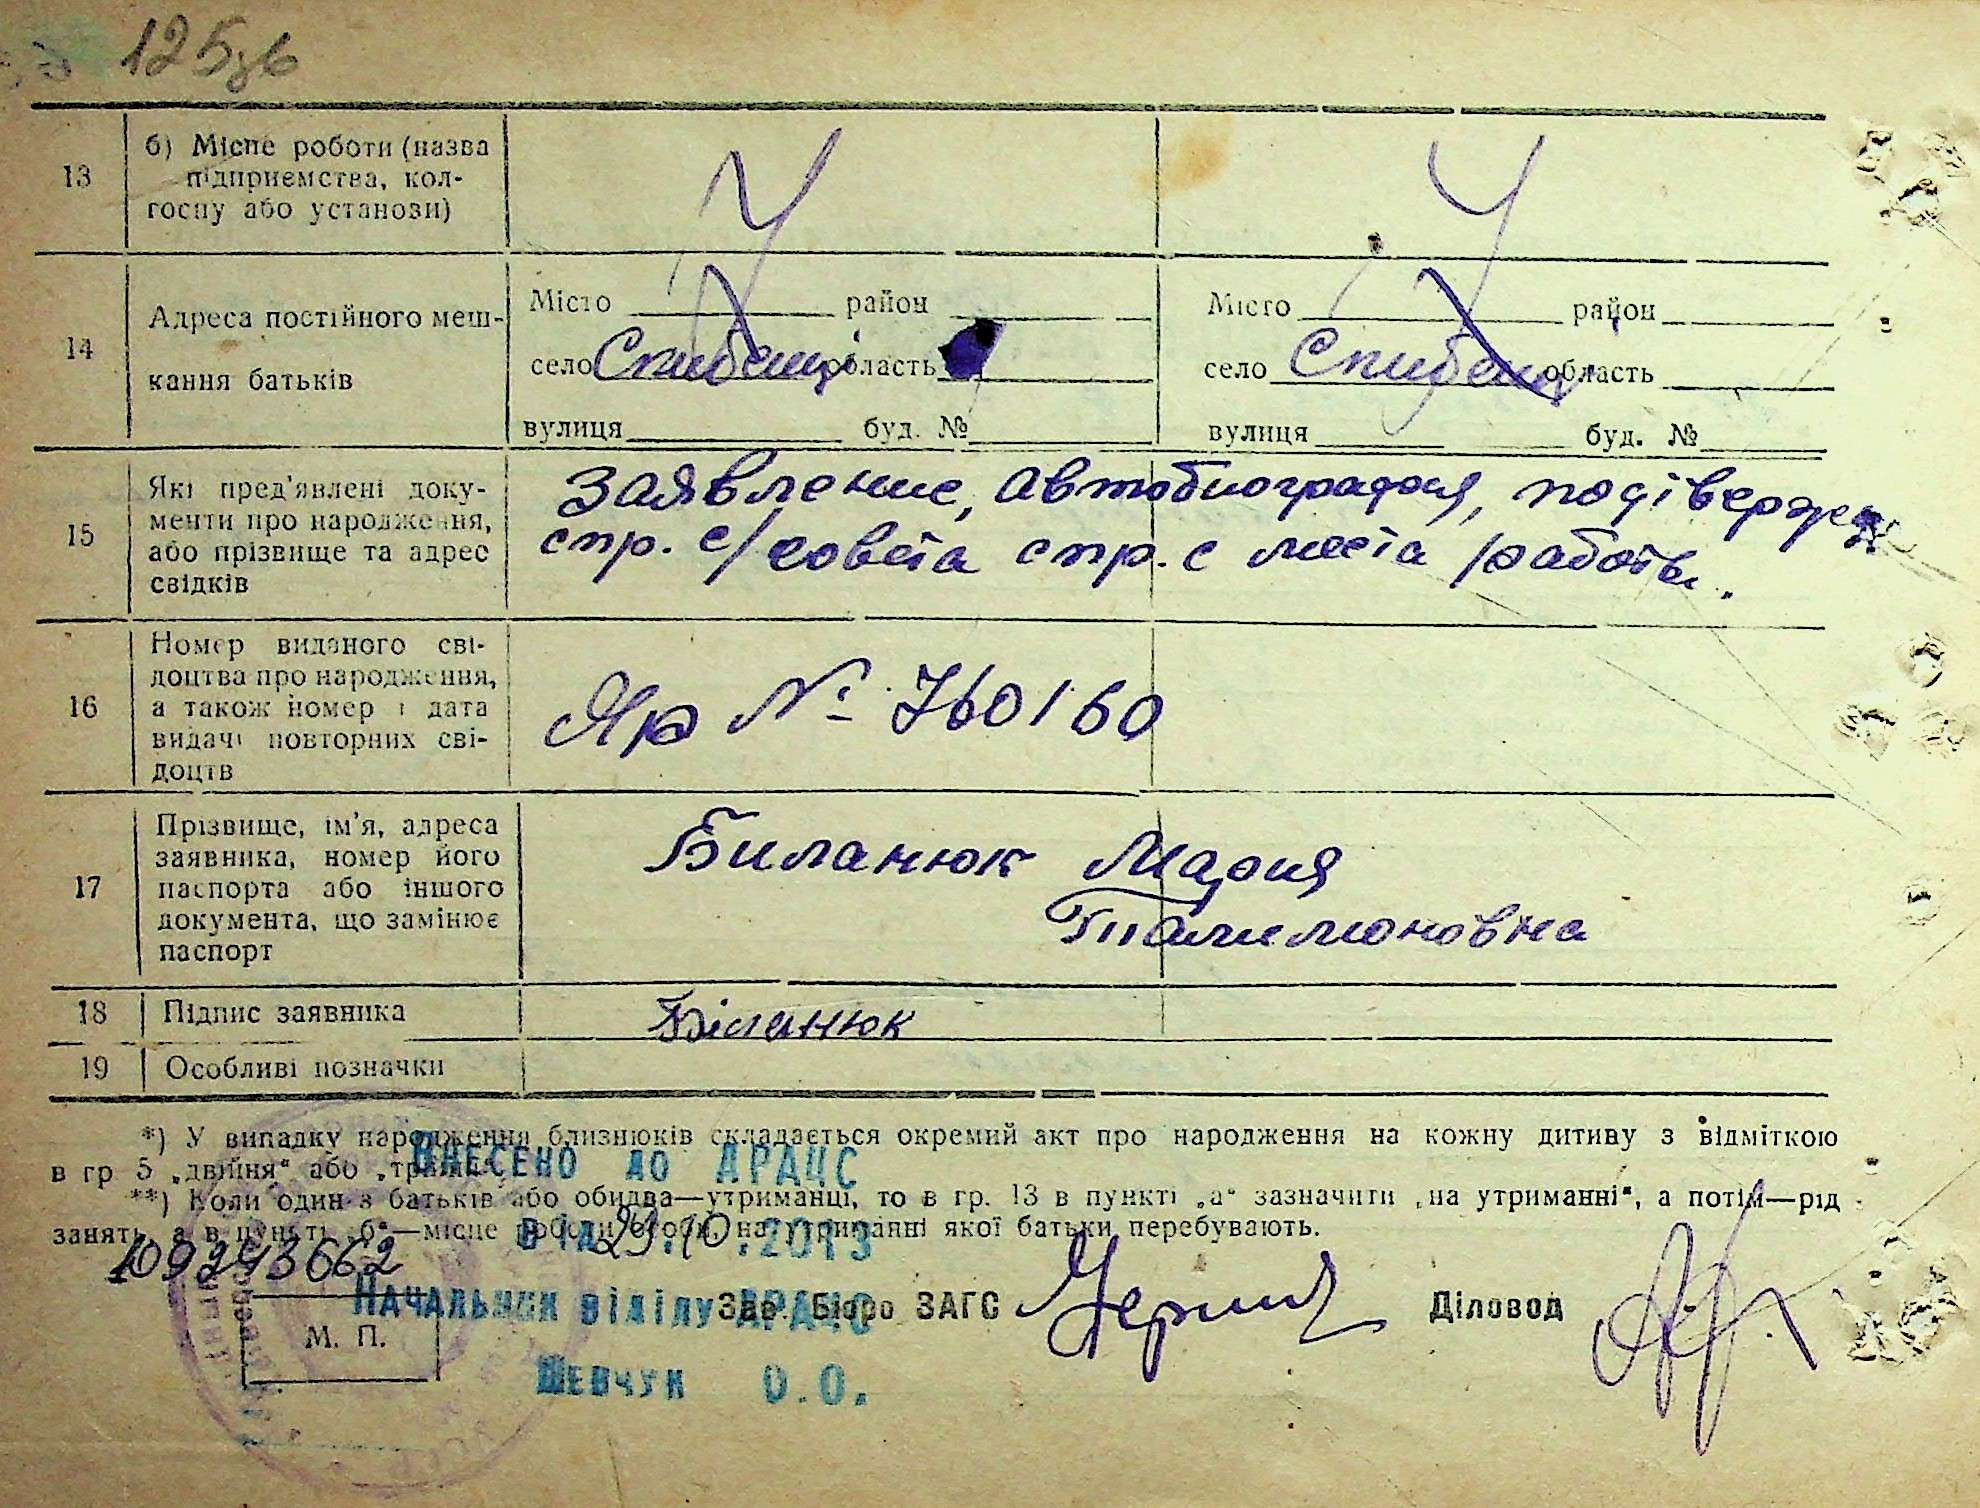 125зв
13
б) Місце роботи (назва
підприємства, кол-
госпу або установи)
14
Адреса постійного меш-
кання батьків
Місто район
село область
вулиця буд. №
Місто район
село область
вулиця буд. №
15
Які пред'явлені доку-
менти про народження,
або прізвище та адрес
свідків
Заявление, автобиография,
спр. с/совета спр. с места работы.
16
Номер виданого сві-
доцтва про народження,
а також номер і дата
видачі повторних сві-
доцтв
№ 760160
17
Прізвище, ім'я, адреса
заявника, номер його
паспорта або іншого
документа, що замінює
паспорт
Биланюк Мария
18
Підпис заявника
Біланюк
19
Особливі позначки
*) У випадку народження близнюків складається окремий акт про народження на кожну дитину з відміткою
в гр 5 „двійня“ або „трійня“.
**) Коли один з батьків або обидва—утриманці, то в гр. 13 в пункті „а“ зазначити „на утриманні“, а потім—рід
занять, а в пункті „б“—місце роботи особи, на утриманні якої батьки перебувають.
Внесено до ДРАЦС
від 29.10.2013
Начальник відділу ДРАЦС
Шевчук О.О.
109243662
М. П.
Зав. Бюро ЗАГС
Діловод